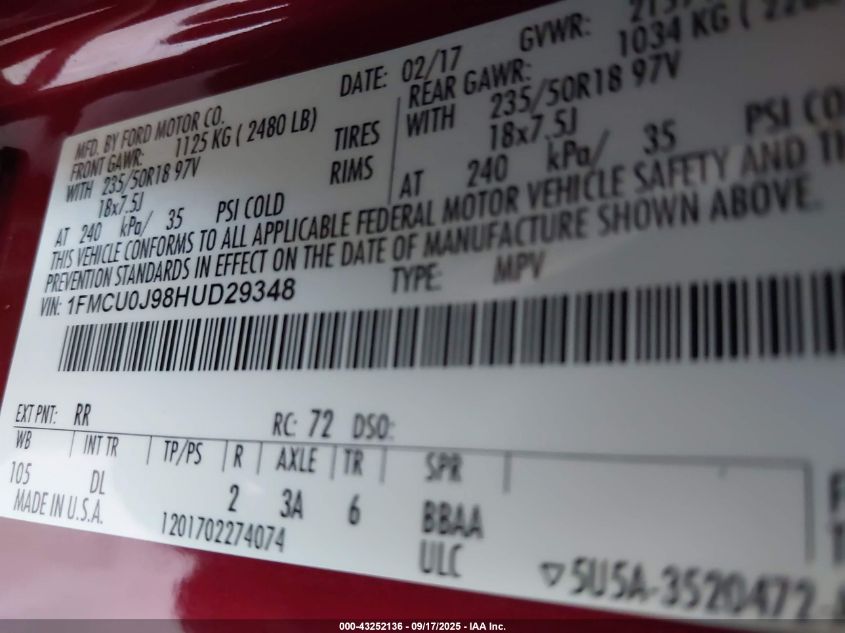 MFD. BY FORD MOTOR CO. DATE: 02/17 GVWR:
FRONT GAWR: 1125 KG ( 2480 LB) REAR GAWR: 1034 KG (
WITH 235/50R18 97V TIRES WITH 235/50R18 97V
18x7.5J RIMS 18x7.5J
AT 240 kPa/ 35 PSI COLD AT 240 kPa/ 35 PSI CO
THIS VEHICLE CONFORMS TO ALL APPLICABLE FEDERAL MOTOR VEHICLE SAFETY AND TH
PREVENTION STANDARDS IN EFFECT ON THE DATE OF MANUFACTURE SHOWN ABOVE.
VIN: 1FMCU0J98HUD29348 TYPE: MPV
EXT PNT: RR RC: 72 DSO:
WB INT TR TP/PS R AXLE TR SPR
105 DL 2 3A 6 BBAA
MADE IN U.S.A. 1201702274074 ULC
5U5A-3520472-
000-43252136 - 09/17/2025 - IAA Inc.